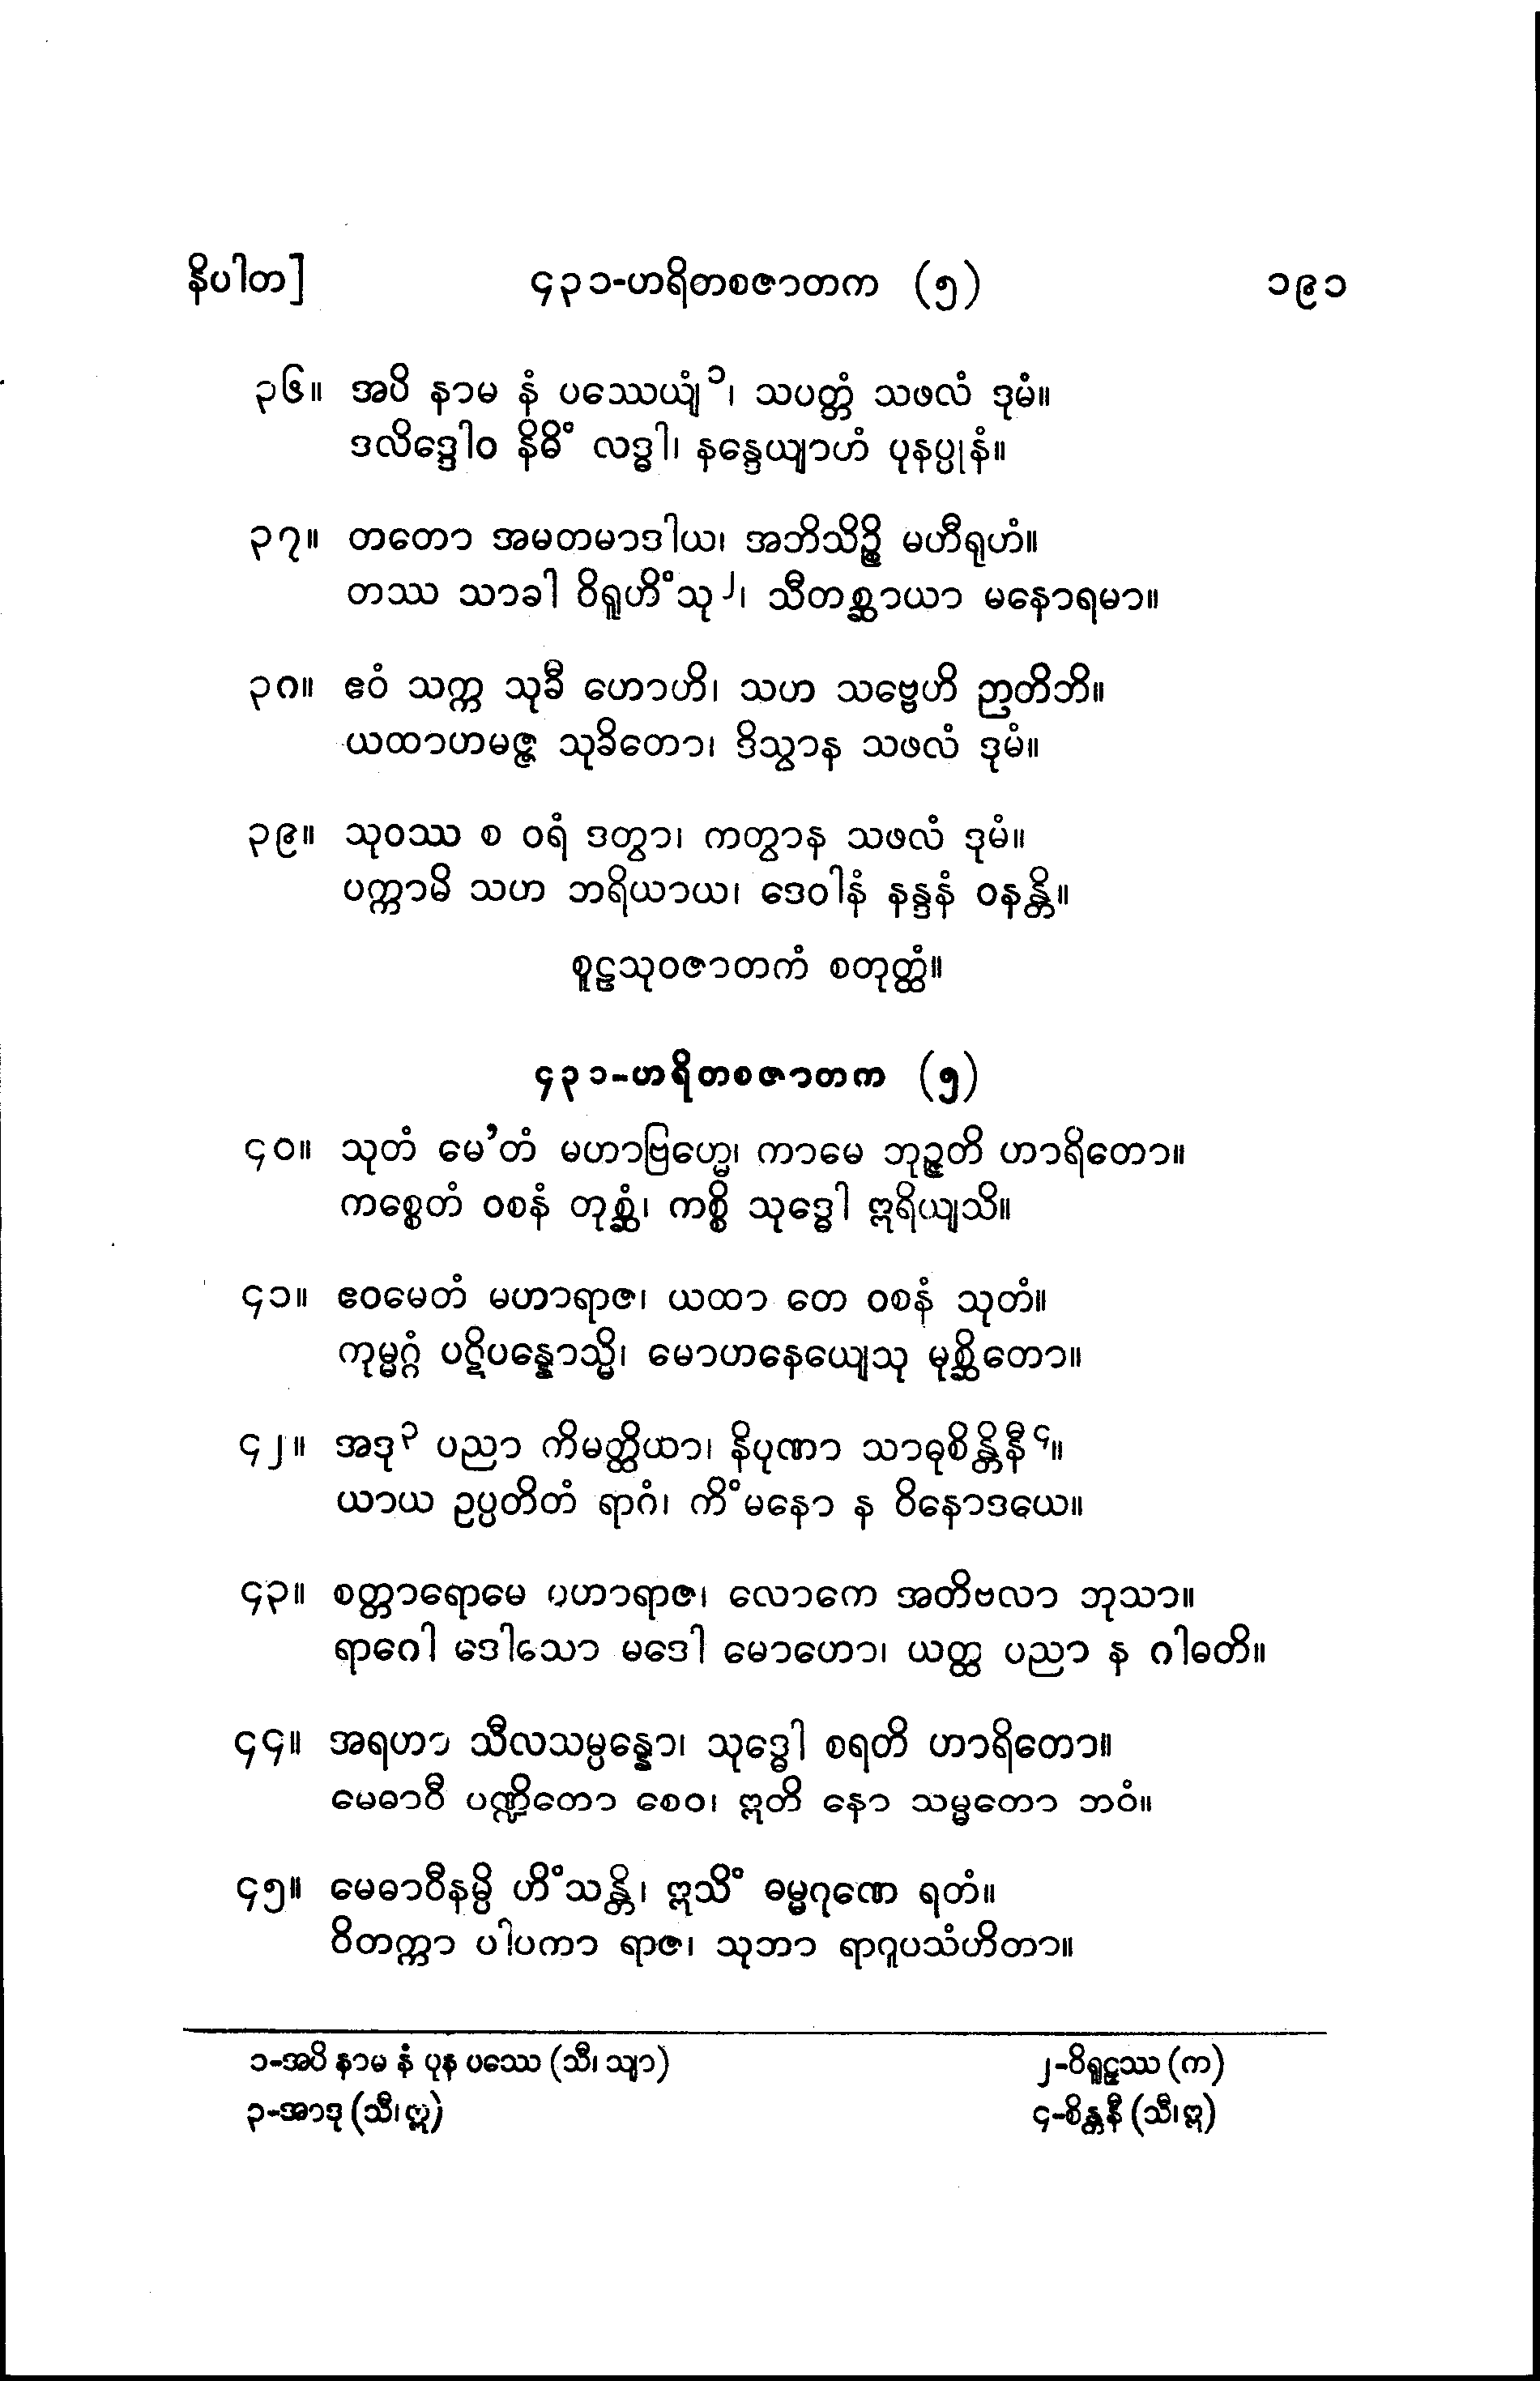 နိပါတ] ၄၃၁-ဟရိတစဇာတက (၅) ၁၉၁
၃၆။ အပိ နာမ နံ ပဿေယျံ၁၊ သပတ္တံ သဖလံ ဒုမံ။
ဒလိဒ္ဒေါဝ နိဓိံ လဒ္ဓါ၊ နန္ဒေယျာဟံ ပုနပ္ပုနံ။
၃၇။ တတော အမတမာဒါယ၊ အဘိသိဉ္စိ မဟီရုဟံ။
တဿ သာခါ ဝိရူဟိံသု၂၊ သီတစ္ဆာယာ မနောရမာ။
၃၈။ ဧဝံ သက္က သုခီ ဟောဟိ၊ သဟ သဗ္ဗေဟိ ဉာတိဘိ။
ယထာဟမဇ္ဇ သုခိတော၊ ဒိသွာန သဖလံ ဒုမံ။
၃၉။ သုဝဿ စ ဝရံ ဒတွာ၊ ကတွာန သဖလံ ဒုမံ။
ပက္ကာမိ သဟ ဘရိယာယ၊ ဒေဝါနံ နန္ဒနံ ဝနန္တိ။
စူဠသုဝဇာတကံ စတုတ္ထံ။
၄၃၁-ဟရိတစဇာတက (၅)
၄၀။ သုတံ မေ’တံ မဟာဗြဟ္မေ၊ ကာမေ ဘုဉ္ဇတိ ဟာရိတော။
ကစ္စေတံ ဝစနံ တုစ္ဆံ၊ ကစ္စိ သုဒ္ဓေါ ဣရိယျသိ။
၄၁။ ဧဝမေတံ မဟာရာဇ၊ ယထာ တေ ဝစနံ သုတံ။
ကုမ္မဂ္ဂံ ပဋိပန္နောသ္မိ၊ မောဟနေယျေသု မုစ္ဆိတော။
၄၂။ အဒု၃ ပညာ ကိမတ္ထိယာ၊ နိပုဏာ သာဓုစိန္တိနီ၄။
ယာယ ဥပ္ပတိတံ ရာဂံ၊ ကိံမနော န ဝိနောဒယေ။
၄၃။ စတ္တာရောမေ မဟာရာဇ၊ လောကေ အတိဗလာ ဘုသာ။
ရာဂေါ ဒေါသော မဒေါ မောဟော၊ ယတ္ထ ပညာ န ဂါဓတိ။
၄၄။ အရဟာ သီလသမ္ပန္နော၊ သုဒ္ဓေါ စရတိ ဟာရိတော။
မေဓာဝီ ပဏ္ဍိတော စေဝ၊ ဣတိ နော သမ္မတော ဘဝံ။
၄၅။ မေဓာဝီနမ္ပိ ဟိံသန္တိ၊ ဣသိံ ဓမ္မဂုဏေ ရတံ။
ဝိတက္ကာ ပါပကာ ရာဇ၊ သုဘာ ရာဂူပသံဟိတာ။
၁-အပိ နာမ နံ ပုန ပဿေ (သီ၊ သျာ) ၂-ဝိရူဠှဿ (က)
၃-အာဒု (သီ၊ ဣ) ၄-စိန္တနီ (သီ၊ ဣ)